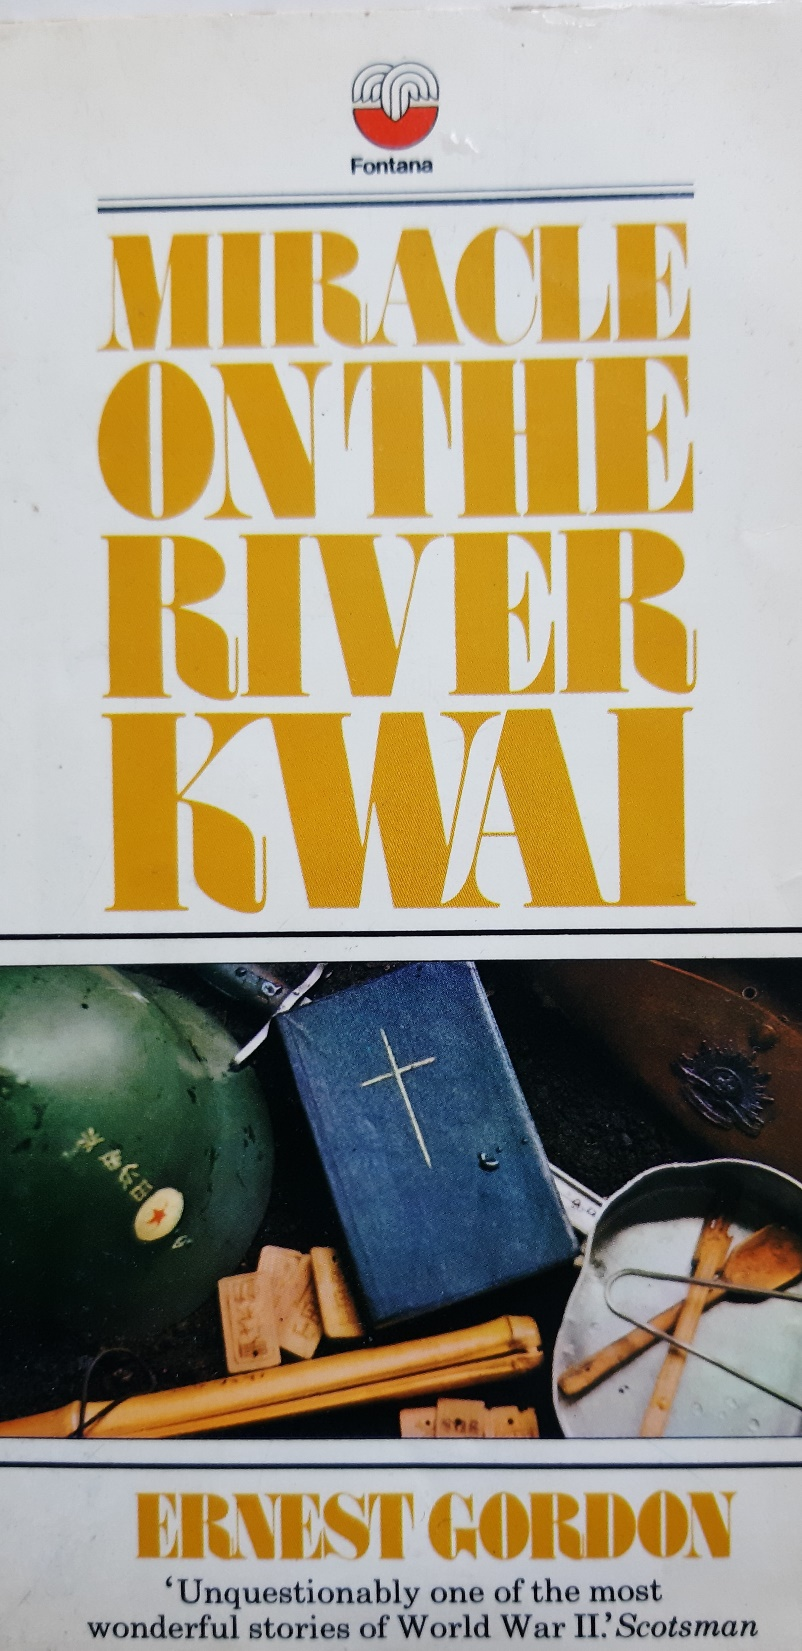 Fontana
MIRACLE
ON THE
RIVER
KWAI
ERNEST GORDON
‘Unquestionably one of the most
wonderful stories of World War II.’ Scotsman